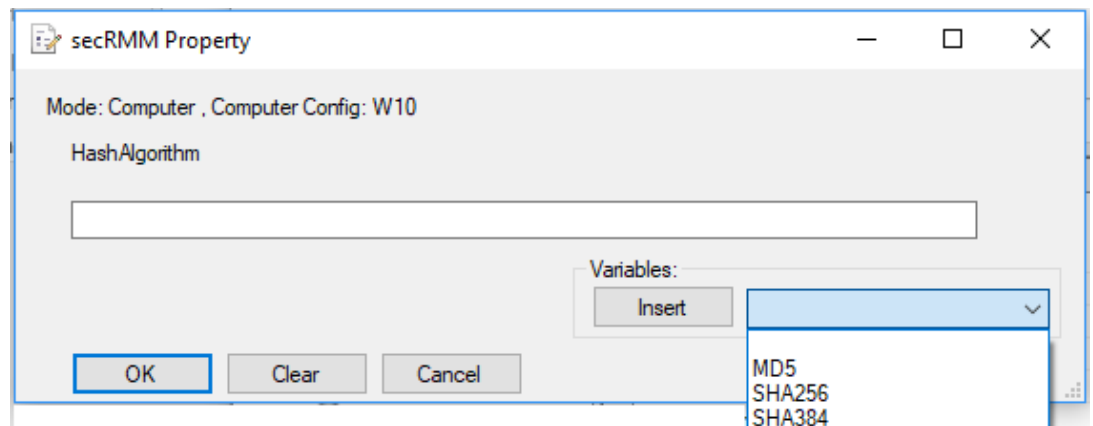 secRMM Property
Mode: Computer , Computer Config: W10
HashAlgorithm
Variables:
Insert
MD5
SHA256
SHA384
OK Clear Cancel